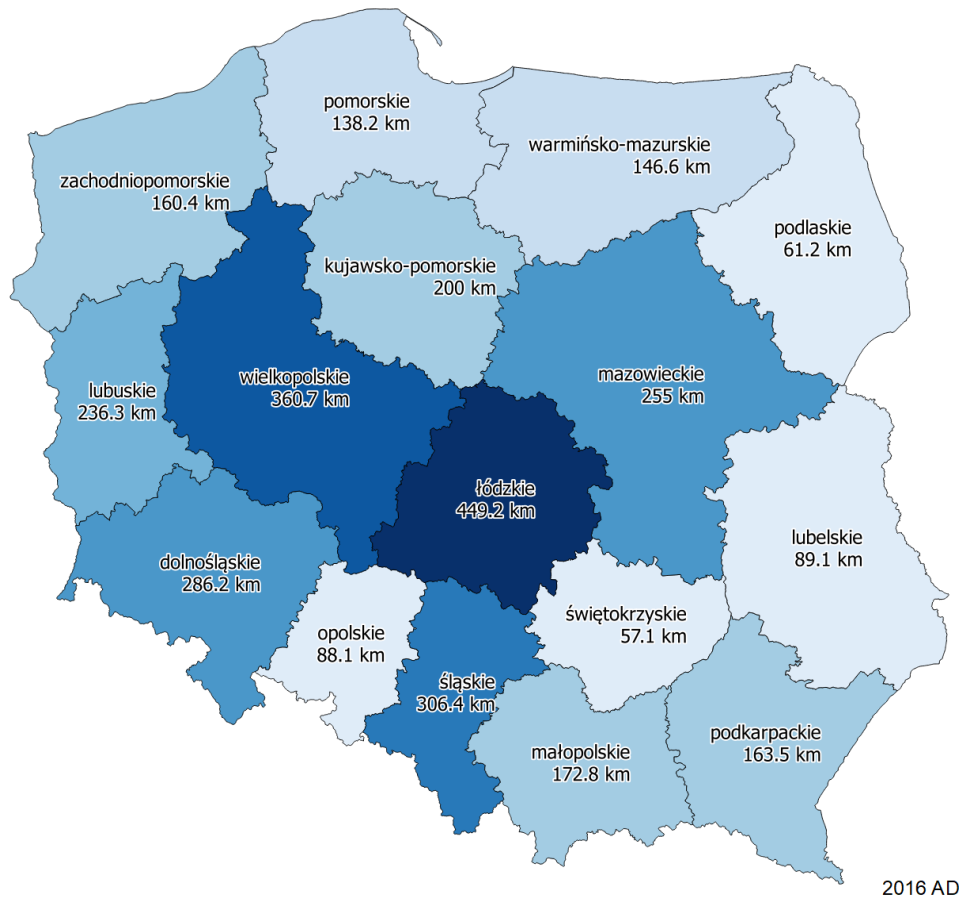 pomorskie
138.2 km
warmińsko-mazurskie
146.6 km
zachodniopomorskie
160.4 km
podlaskie
61.2 km
kujawsko-pomorskie
200 km
wielkopolskie
360.7 km
mazowieckie
255 km
lubuskie
236.3 km
łódzkie
449.2 km
lubelskie
89.1 km
dolnośląskie
286.2 km
świętokrzyskie
57.1 km
opolskie
88.1 km
śląskie
306.4 km
podkarpackie
163.5 km
małopolskie
172.8 km
2016 AD